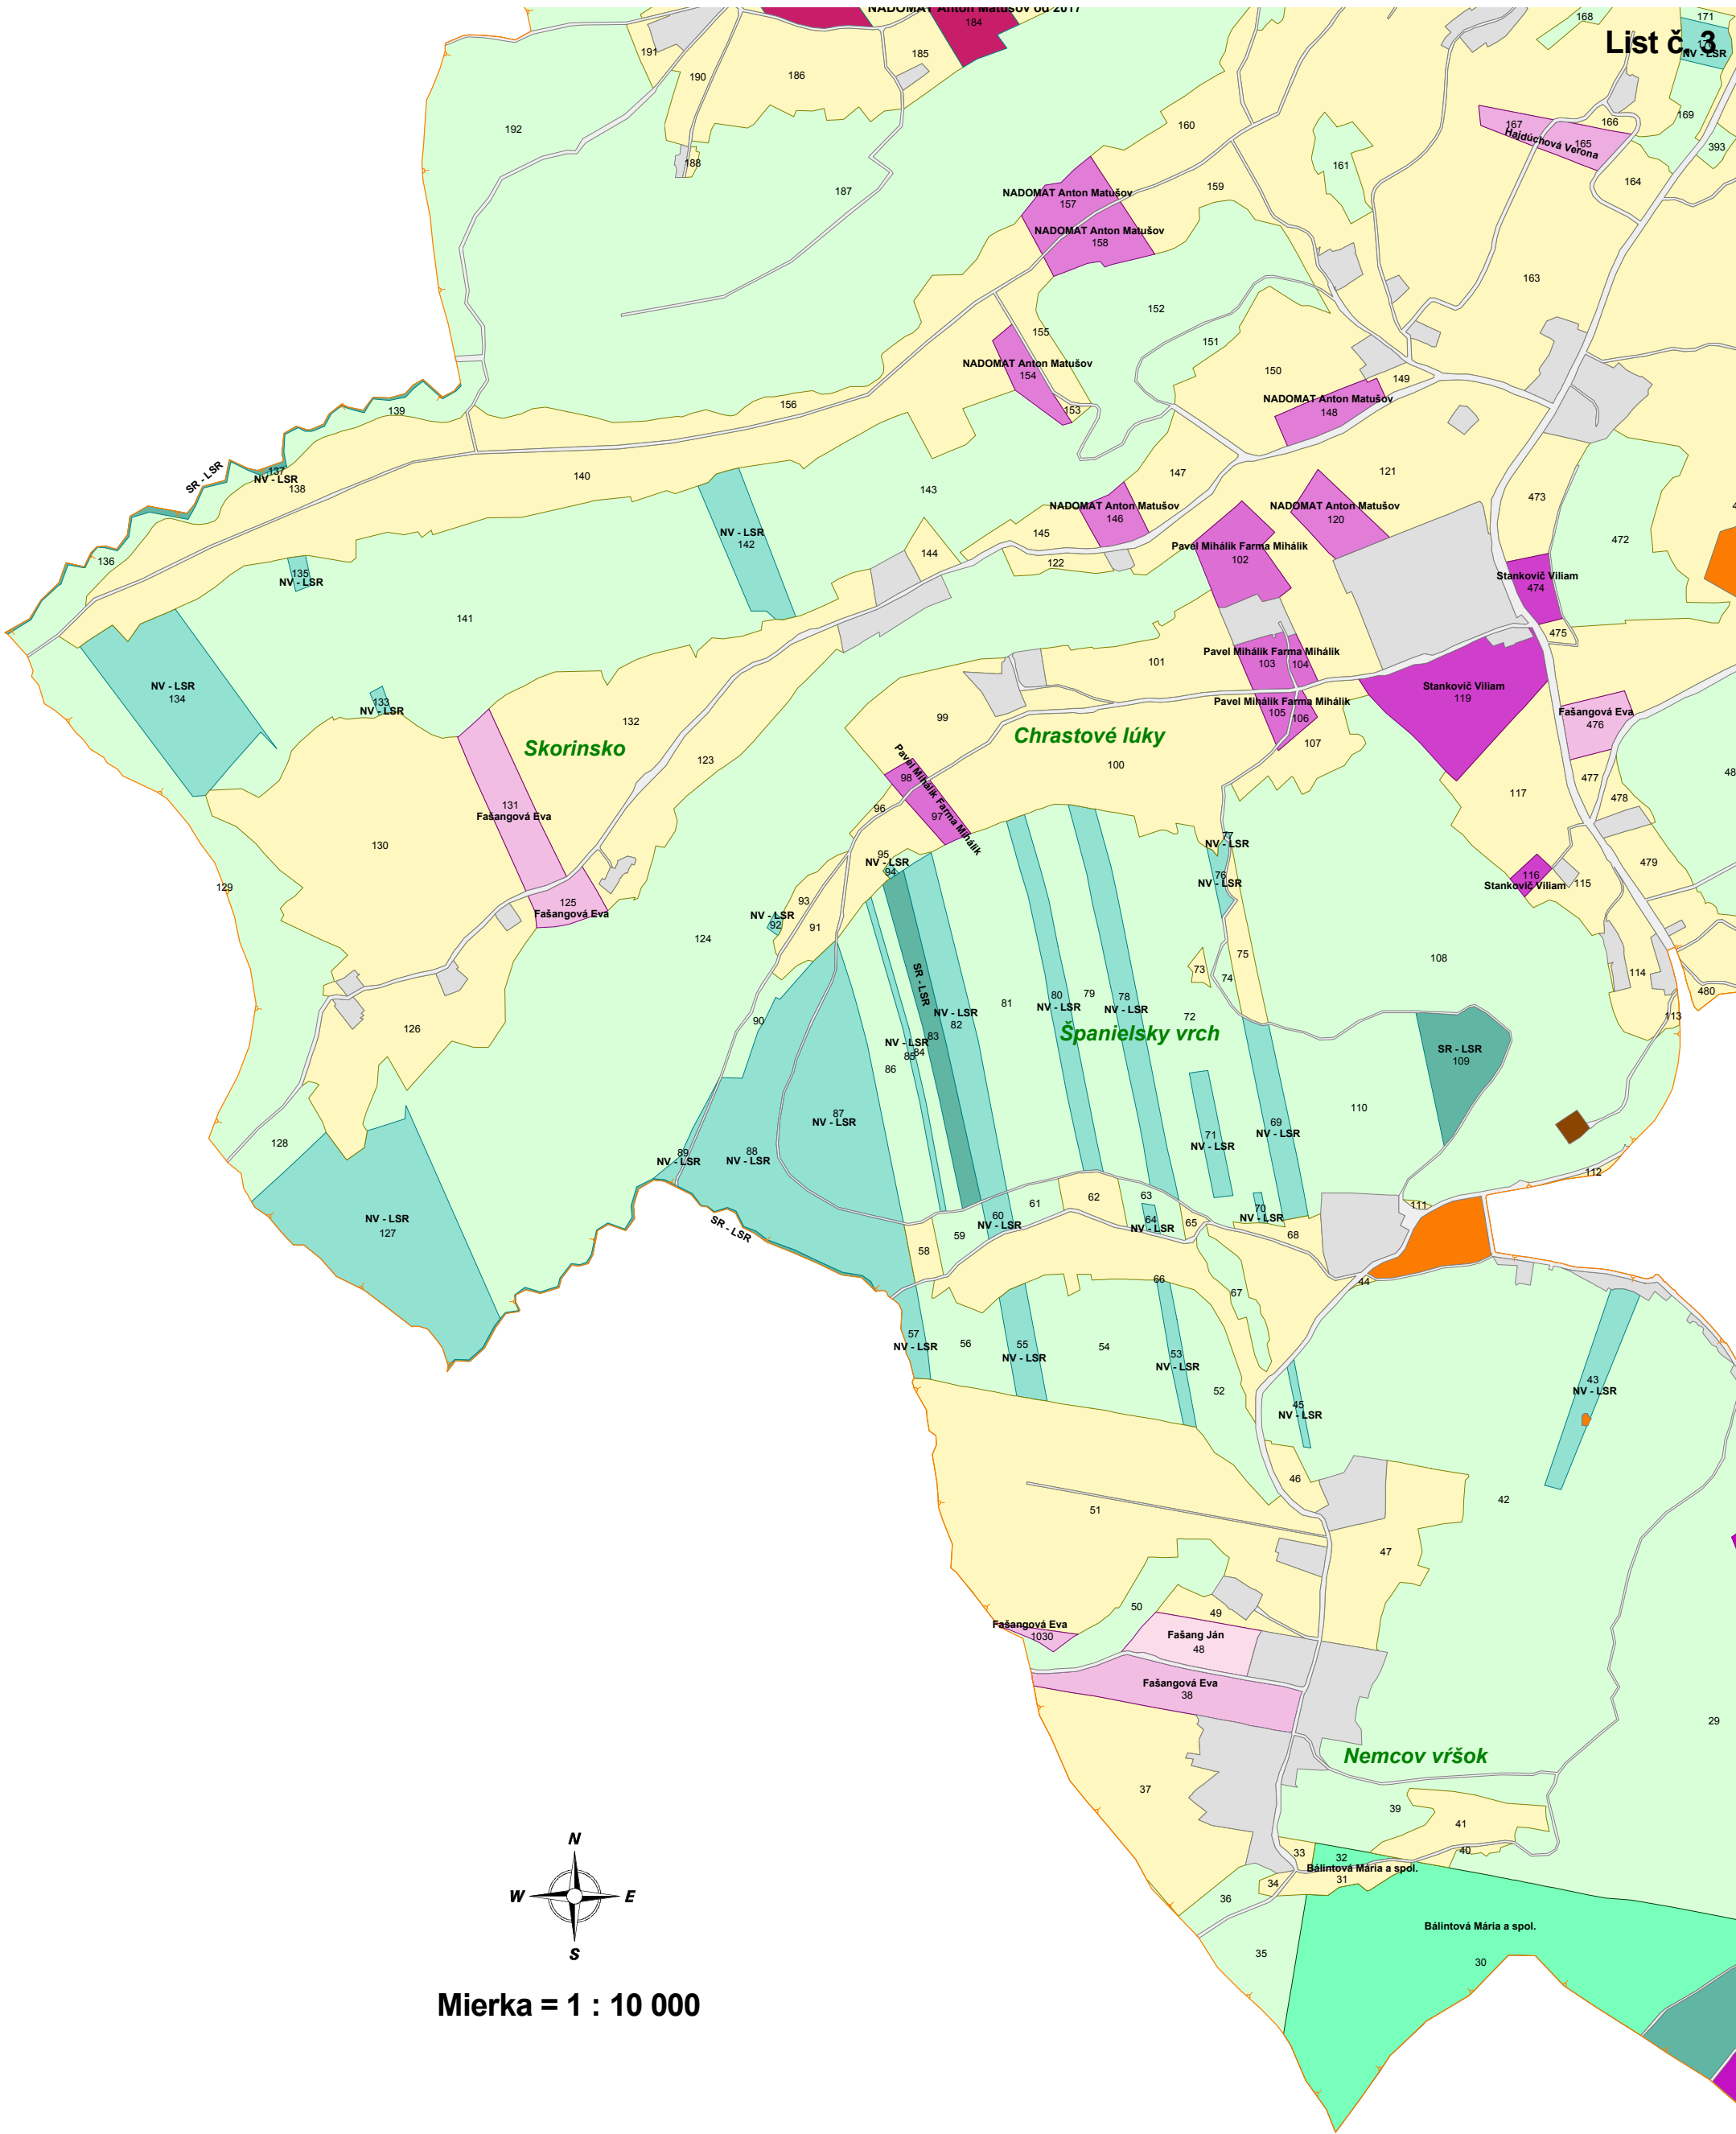 NADOMAT Anton Matušov od 2017
184
168
171
List č. 3
NV - LSR
191
190
186
185
192
188
187
160
161
167
166
Hajdúchová Verona
165
169
393
164
159
NADOMAT Anton Matušov
157
NADOMAT Anton Matušov
158
163
152
151
155
NADOMAT Anton Matušov
154
153
150
149
NADOMAT Anton Matušov
148
139
156
SR - LSR
137
NV - LSR
138
140
143
147
121
473
472
NADOMAT Anton Matušov
146
145
NADOMAT Anton Matušov
120
NV - LSR
142
144
122
Pavel Mihálik Farma Mihálik
102
136
135
NV - LSR
141
Stankovič Viliam
474
475
Pavel Mihálik Farma Mihálik
103
104
101
NV - LSR
134
133
NV - LSR
132
Stankovič Viliam
119
Pavel Mihálik Farma Mihálik
105
106
107
Fašangová Eva
476
99
Skorinsko
Chrastové lúky
123
100
98
Pavel Mihálik Farma Mihálik
97
96
477
478
117
131
Fašangová Eva
130
129
95
NV - LSR
94
77
NV - LSR
76
NV - LSR
479
116
Stankovič Viliam
115
125
Fašangová Eva
93
NV - LSR
92
91
124
75
73
74
108
114
480
113
SR - LSR
81
80
NV - LSR
79
78
NV - LSR
72
Španielsky vrch
NV - LSR
82
83
NV - LSR
84
85
86
90
126
SR - LSR
109
110
87
NV - LSR
69
NV - LSR
71
NV - LSR
128
89
NV - LSR
88
NV - LSR
112
111
61
62
63
64
NV - LSR
65
70
NV - LSR
68
60
NV - LSR
59
58
NV - LSR
127
SR - LSR
44
66
67
57
NV - LSR
56
55
NV - LSR
54
53
NV - LSR
52
45
NV - LSR
43
NV - LSR
46
42
51
47
50
49
Fašangová Eva
1030
Fašang Ján
48
Fašangová Eva
38
29
Nemcov vŕšok
37
39
41
40
33
32
Bálintová Mária a spol.
31
34
36
35
Bálintová Mária a spol.
30
N
W
E
S
Mierka = 1 : 10 000